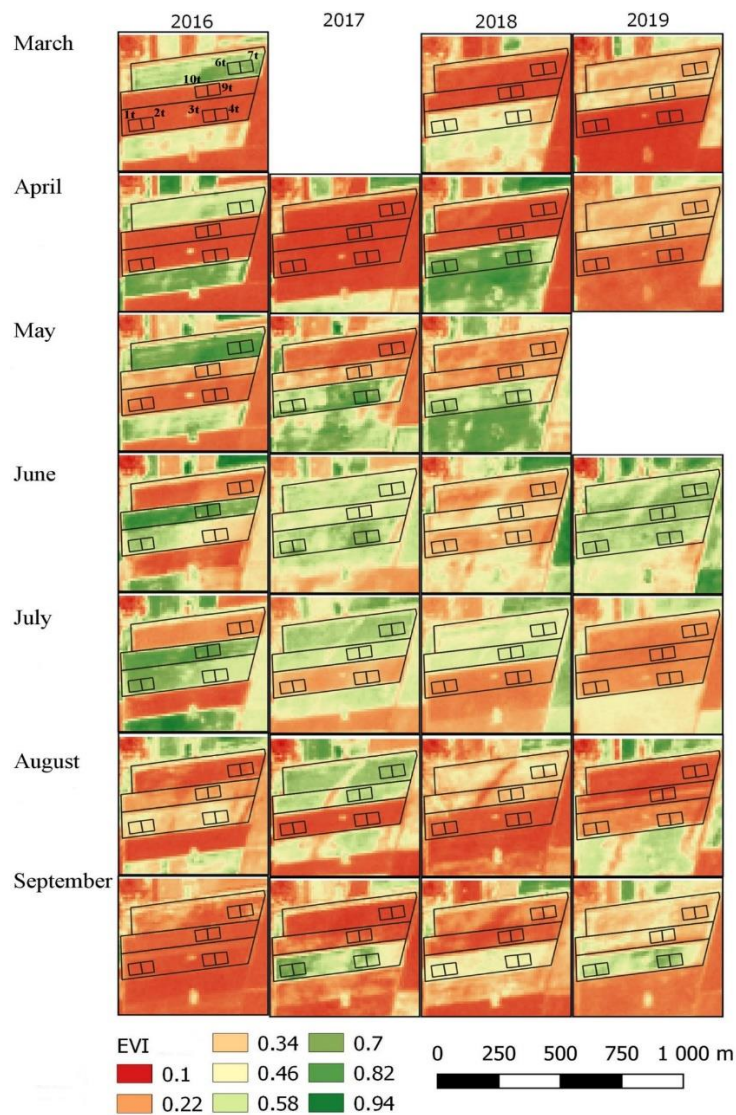 2016 2017 2018 2019
March
6t 7t
10t 9t
1t 2t 3t 4t
April
May
June
July
August
September
EVI
0.1
0.22
0.34
0.46
0.58
0.7
0.82
0.94
0 250 500 750 1 000 m